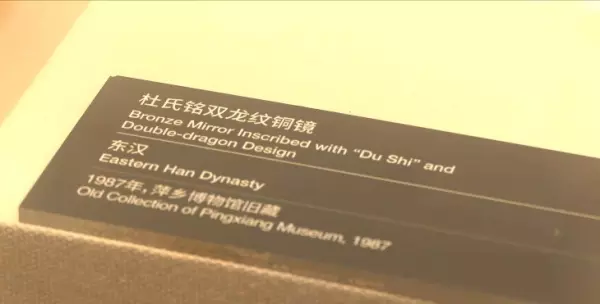 杜氏铭双龙纹铜镜
Bronze Mirror Inscribed with “Du Shi” and
Double-dragon Design
东汉
Eastern Han Dynasty
1987年，萍乡博物馆旧藏
Old Collection of Pingxiang Museum, 1987